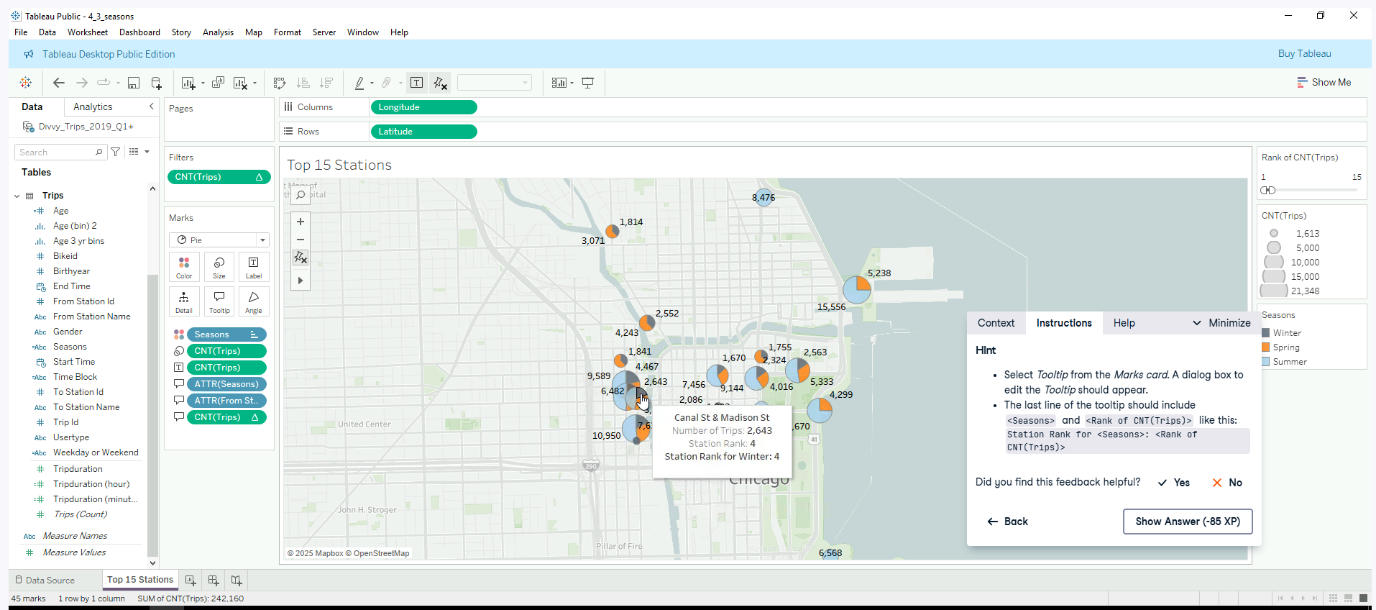 Tableau Public - 4_3_seasons
File Data Worksheet Dashboard Story Analysis Map Format Server Window Help
Tableau Desktop Public Edition
Buy Tableau
Show Me
Data
Analytics
Divvy_Trips_2019_Q1+
Search
Tables
Trips
Age
Age (bin) 2
Age 3 yr bins
Bikeid
Birthyear
End Time
From Station Id
From Station Name
Gender
Seasons
Start Time
Time Block
To Station Id
To Station Name
Trip Id
Usertype
Weekday or Weekend
Tripduration
Tripduration (hour)
Tripduration (minut...
Trips (Count)
Abc Measure Names
Measure Values
Pages
Filters
CNT(Trips)
Marks
Pie
Color
Size
Label
Detail
Tooltip
Angle
Seasons
CNT(Trips)
CNT(Trips)
ATTR(Seasons)
ATTR(From St..
CNT(Trips)
Columns
Longitude
Rows
Latitude
Top 15 Stations
8,476
1,814
3,071
5,238
15,556
2,552
4,243
1,841
4,467
9,589
2,643
6,482
10,950
1,670
1,755
2,324
2,563
7,456
9,144
4,016
5,333
2,086
4,299
6,568
United Center
290
41
John H. Stroger
Pillar of Fire
Chicago
Canal St & Madison St
Number of Trips: 2,643
Station Rank: 4
Station Rank for Winter: 4
© 2025 Mapbox © OpenStreetMap
Rank of CNT(Trips)
1
15
CNT(Trips)
1,613
5,000
10,000
15,000
21,348
Seasons
Winter
Spring
Summer
Context
Instructions
Help
Minimize
Hint
• Select Tooltip from the Marks card. A dialog box to
edit the Tooltip should appear.
• The last line of the tooltip should include
<Seasons> and <Rank of CNT(Trips)> like this:
Station Rank for <Seasons>: <Rank of
CNT(Trips)>
Did you find this feedback helpful?
Yes
No
Back
Show Answer (-85 XP)
Data Source
Top 15 Stations
45 marks
1 row by 1 column
SUM of CNT(Trips): 242,160